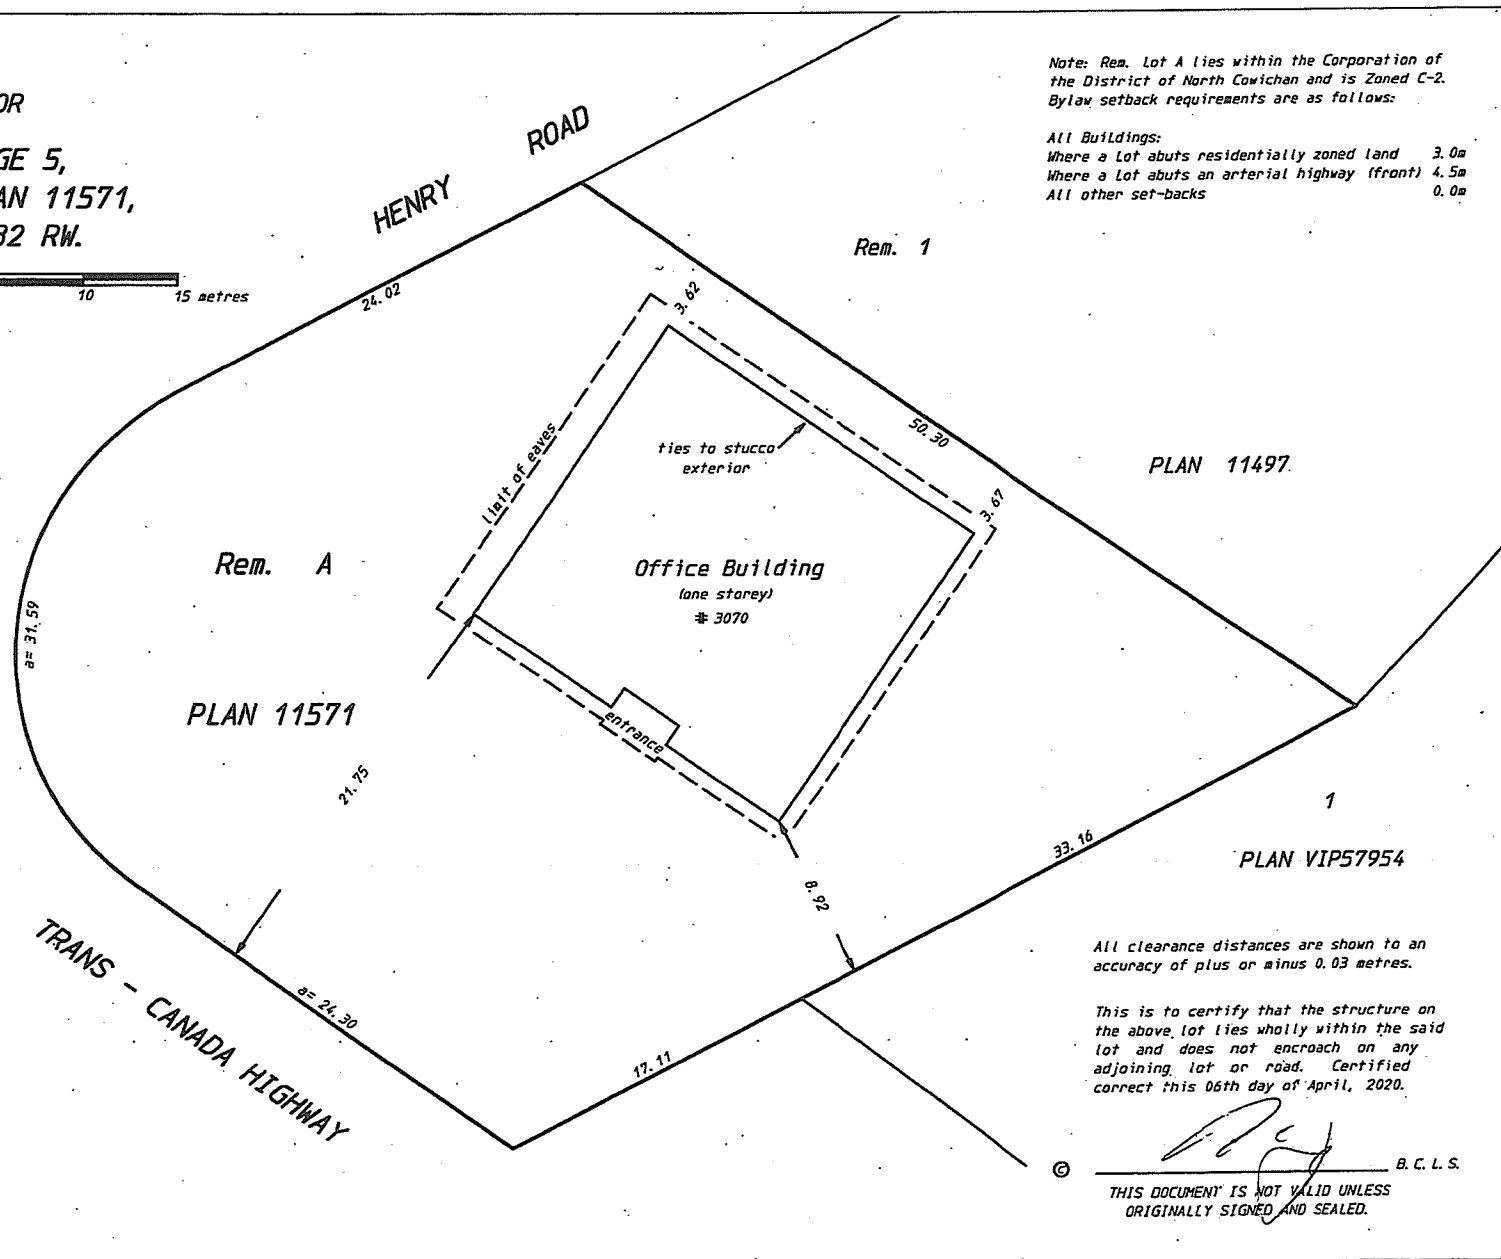 OR
GE 5,
AN 11571,
32 RW.
10 15 metres
HENRY ROAD
Note: Rem. Lot A lies within the Corporation of
the District of North Cowichan and is Zoned C-2.
Bylaw setback requirements are as follows:
All Buildings:
Where a Lot abuts residentially zoned land 3.0m
Where a Lot abuts an arterial highway (front) 4.5m
All other set-backs 0.0m
Rem. 1
24.02
3.62
50.30
ties to stucco
exterior
limit of eaves
PLAN 11497
3.67
Rem. A
Office Building
(one storey)
# 3070
a= 31.59
PLAN 11571
entrance
21.75
1
33.16
PLAN VIP57954
8.92
TRANS - CANADA HIGHWAY
a= 24.30
17.11
All clearance distances are shown to an
accuracy of plus or minus 0.03 metres.
This is to certify that the structure on
the above lot lies wholly within the said
lot and does not encroach on any
adjoining lot or road. Certified
correct this 06th day of April, 2020.
© B.C.L.S.
THIS DOCUMENT IS NOT VALID UNLESS
ORIGINALLY SIGNED AND SEALED.